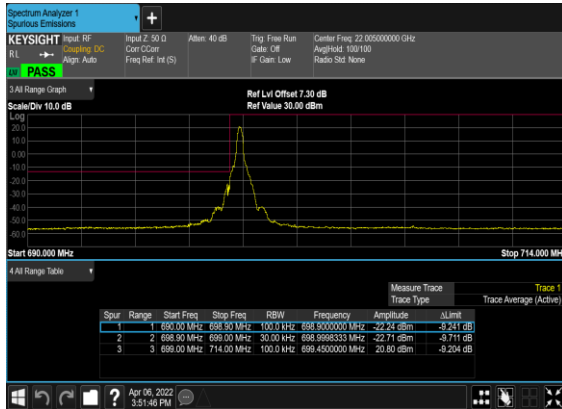 Spectrum Analyzer 1
Spurious Emissions
+
KEYSIGHT Input: RF Input Z: 50 Ω Atten: 40 dB Trig: Free Run Center Freq: 22.005000000 GHz
RL Coupling: DC Corr CCorr Gate: Off Avg|Hold: 100/100
Align: Auto Freq Ref: Int (S) IF Gain: Low Radio Std: None
PASS
3 All Range Graph
Ref Lvl Offset 7.30 dB
Scale/Div 10.0 dB Ref Value 30.00 dBm
Log
20.0
10.0
0.00
-10.0
-20.0
-30.0
-40.0
-50.0
-60.0
Start 690.000 MHz Stop 714.000 MHz
4 All Range Table
Measure Trace Trace 1
Trace Type Trace Average (Active)
Spur Range Start Freq Stop Freq RBW Frequency Amplitude ΔLimit
1 1 690.00 MHz 698.90 MHz 100.0 kHz 698.9000000 MHz -22.24 dBm -9.241 dB
2 2 698.90 MHz 699.00 MHz 30.00 kHz 698.9998333 MHz -22.71 dBm -9.711 dB
3 3 699.00 MHz 714.00 MHz 100.0 kHz 699.4500000 MHz 20.80 dBm -9.204 dB
? Apr 06, 2022
3:51:46 PM